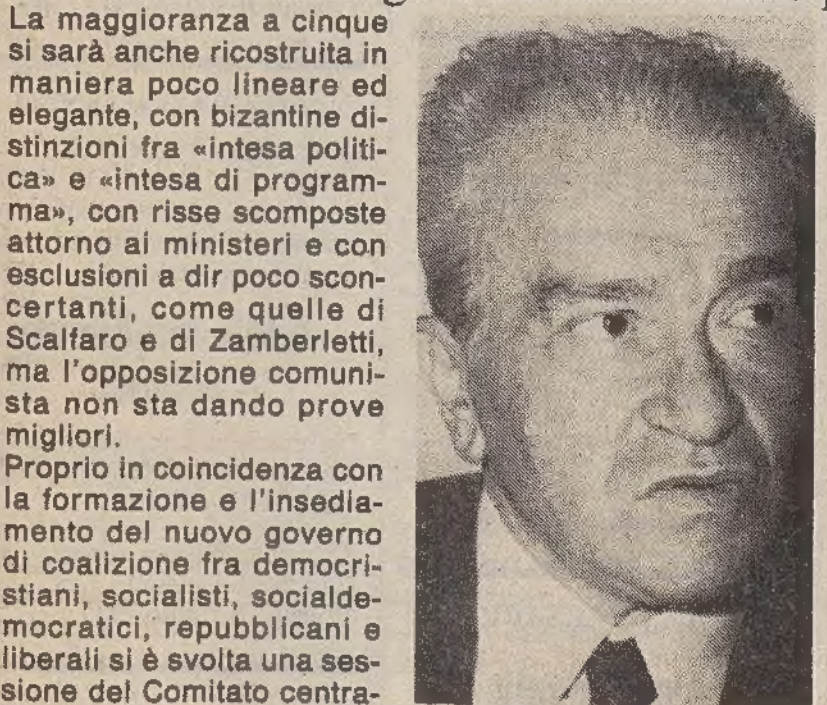 La maggioranza a cinque
si sarà anche ricostruita in
maniera poco lineare ed
elegante, con bizantine di-
stinzioni fra «intesa politi-
ca» e «intesa di program-
ma», con risse scomposte
attorno ai ministeri e con
esclusioni a dir poco scon-
certanti, come quelle di
Scalfaro e di Zamberletti,
ma l'opposizione comuni-
sta non sta dando prove
migliori.
Proprio in coincidenza con
la formazione e l'insedia-
mento del nuovo governo
di coalizione fra democri-
stiani, socialisti, socialde-
mocratici, repubblicani e
liberali si è svolta una ses-
sione del Comitato centra-